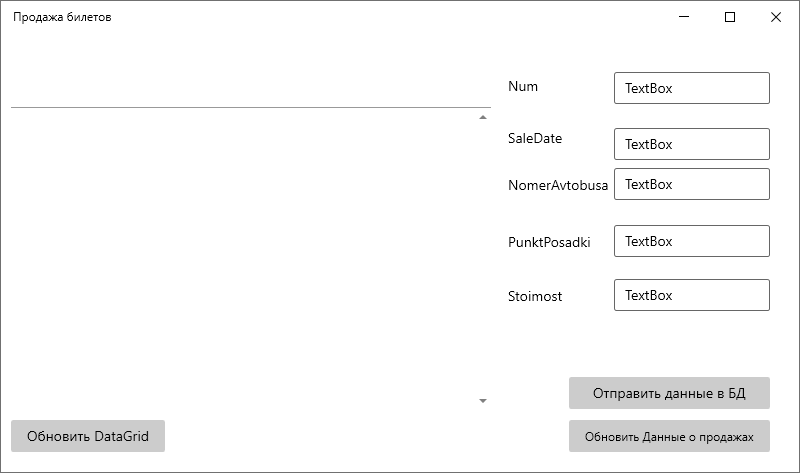 Продажа билетов
Num TextBox
SaleDate TextBox
NomerAvtobusa TextBox
PunktPosadki TextBox
Stoimost TextBox
Отправить данные в БД
Обновить DataGrid Обновить Данные о продажах